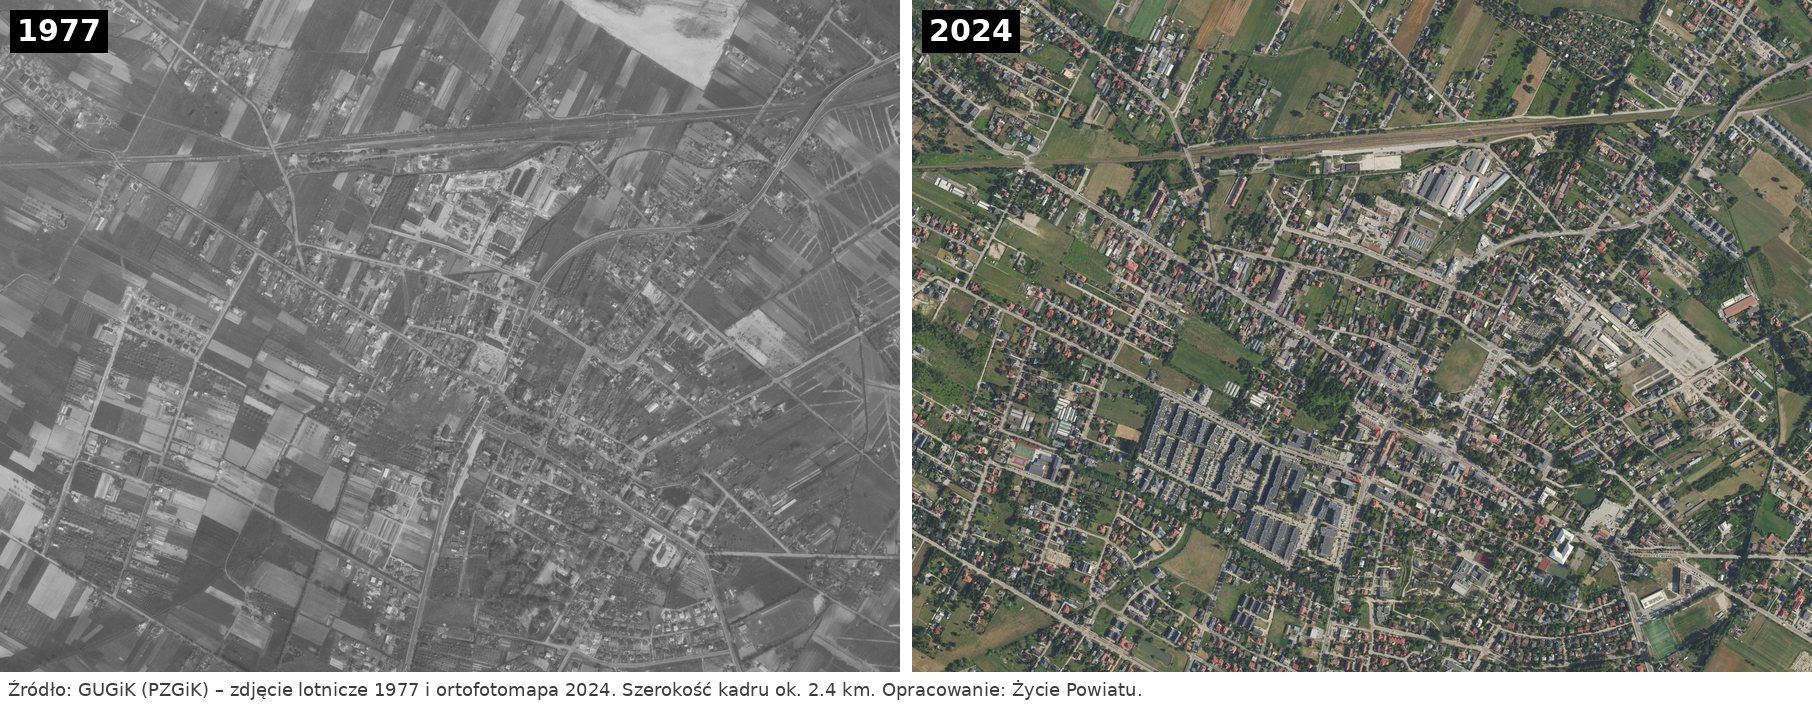 1977
2024
Źródło: GUGiK (PZGiK) – zdjęcie lotnicze 1977 i ortofotomapa 2024. Szerokość kadru ok. 2.4 km. Opracowanie: Życie Powiatu.